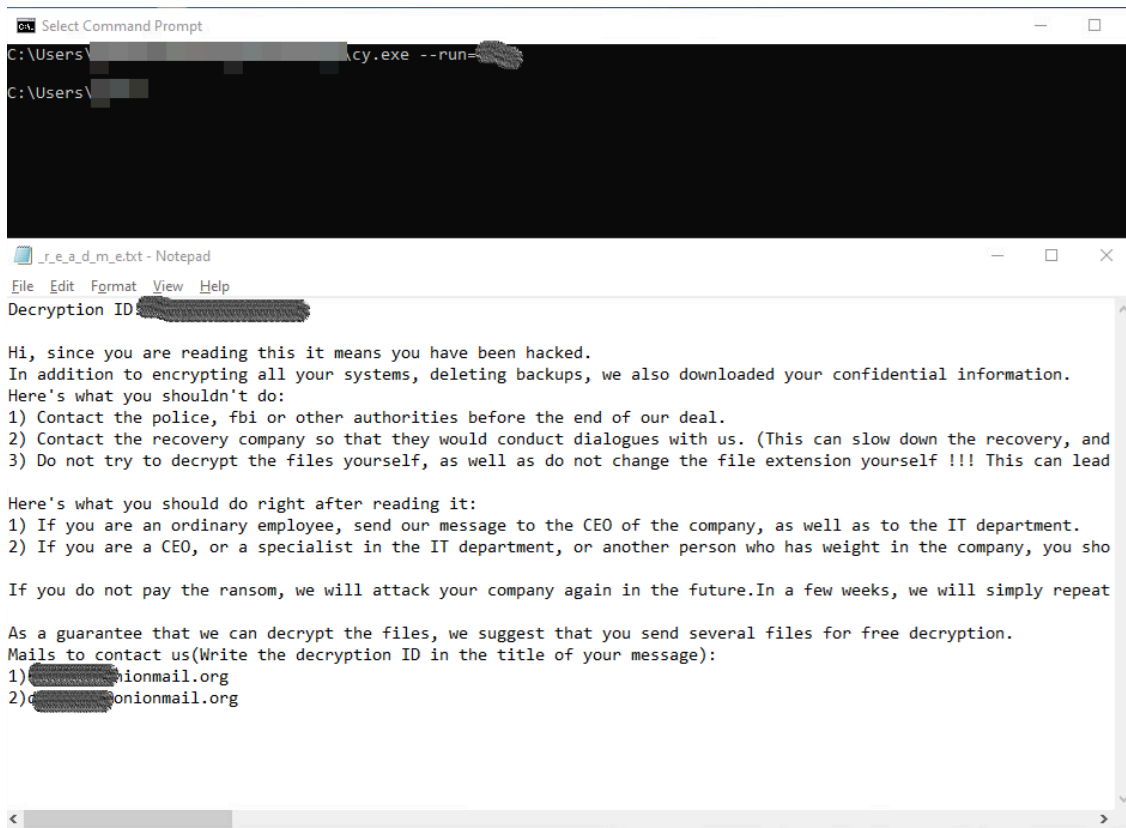 Select Command Prompt
C:\Users\ \cy.exe --run=
C:\Users\
_r_e_a_d_m_e.txt - Notepad
File Edit Format View Help
Decryption ID:
Hi, since you are reading this it means you have been hacked.
In addition to encrypting all your systems, deleting backups, we also downloaded your confidential information.
Here's what you shouldn't do:
1) Contact the police, fbi or other authorities before the end of our deal.
2) Contact the recovery company so that they would conduct dialogues with us. (This can slow down the recovery, and
3) Do not try to decrypt the files yourself, as well as do not change the file extension yourself !!! This can lead
Here's what you should do right after reading it:
1) If you are an ordinary employee, send our message to the CEO of the company, as well as to the IT department.
2) If you are a CEO, or a specialist in the IT department, or another person who has weight in the company, you sho
If you do not pay the ransom, we will attack your company again in the future.In a few weeks, we will simply repeat
As a guarantee that we can decrypt the files, we suggest that you send several files for free decryption.
Mails to contact us(Write the decryption ID in the title of your message):
1) nionmail.org
2) onionmail.org